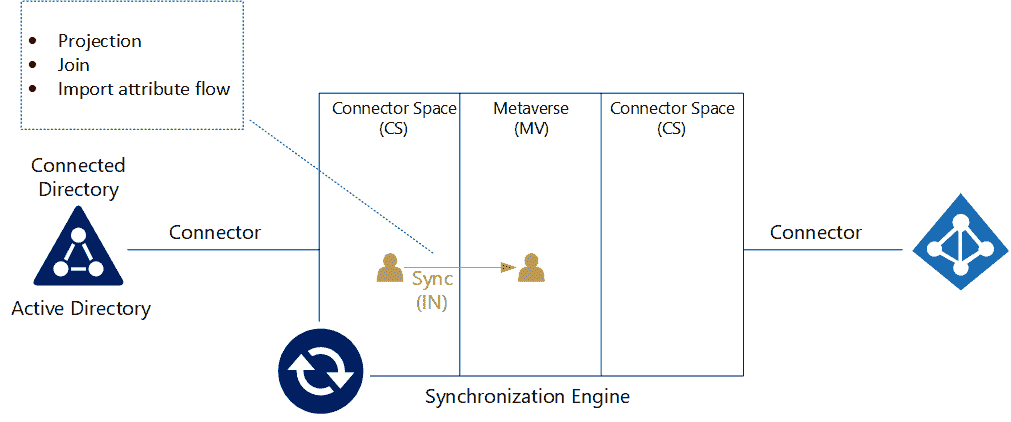 • Projection
• Join
• Import attribute flow
Connector Space
(CS)
Metaverse
(MV)
Connector Space
(CS)
Connected
Directory
Connector
Connector
Sync
(IN)
Active Directory
Synchronization Engine